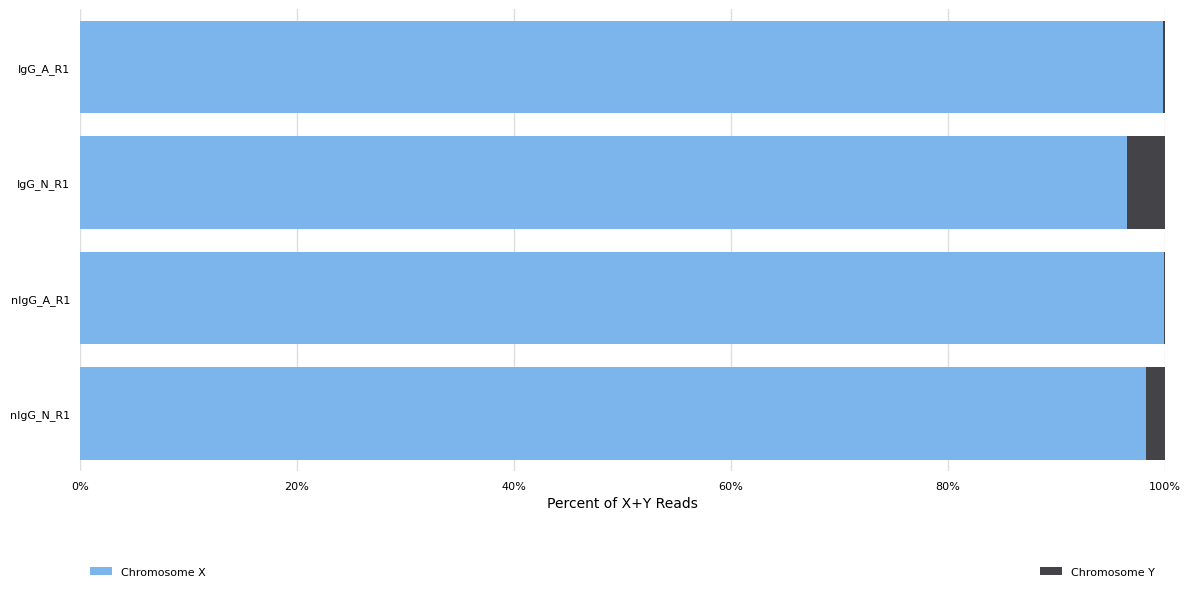 IgG_A_R1
IgG_N_R1
nIgG_A_R1
nIgG_N_R1
0% 20% 40% 60% 80% 100%
Percent of X+Y Reads
Chromosome X Chromosome Y